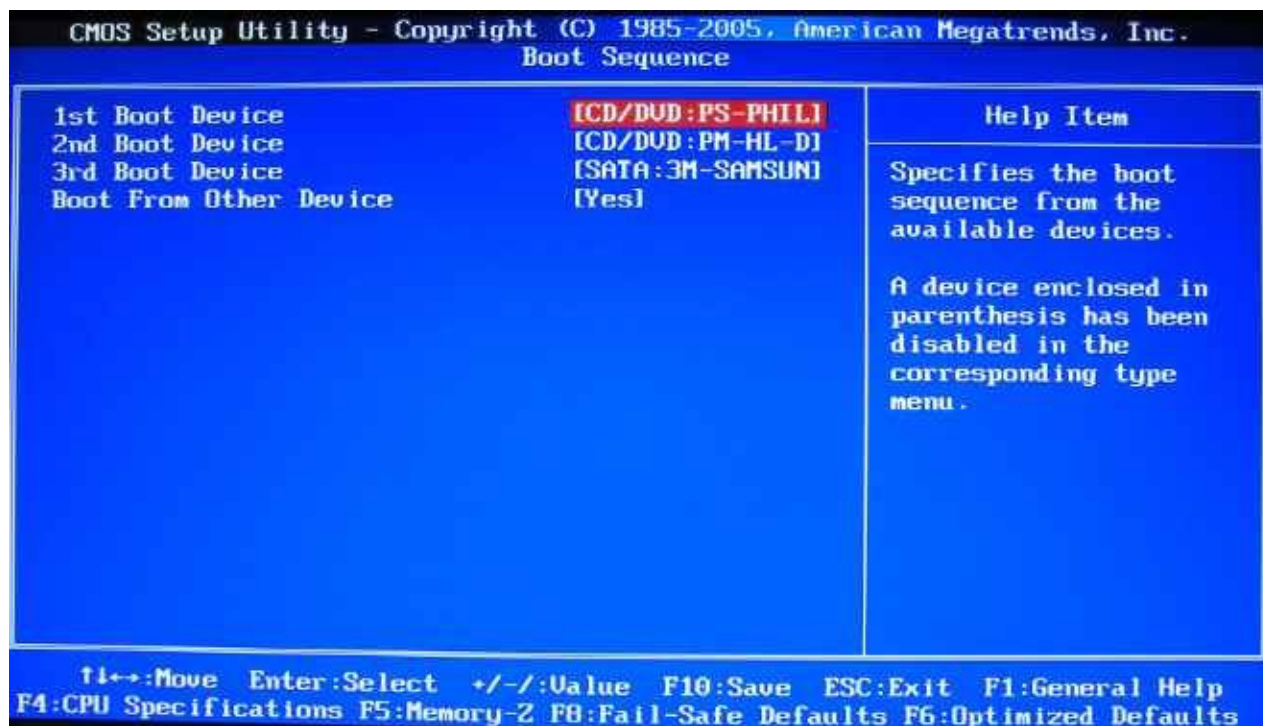 CMOS Setup Utility - Copyright (C) 1985-2005, American Megatrends, Inc.
Boot Sequence
1st Boot Device [CD/DVD:PS-PHIL]
2nd Boot Device [CD/DVD:PM-HL-D]
3rd Boot Device [SATA:3M-SAMSUN]
Boot From Other Device [Yes]
Help Item
Specifies the boot
sequence from the
available devices.
A device enclosed in
parenthesis has been
disabled in the
corresponding type
menu.
↑↓←→:Move Enter:Select +/-/:Value F10:Save ESC:Exit F1:General Help
F4:CPU Specifications F5:Memory-Z F8:Fail-Safe Defaults F6:Optimized Defaults